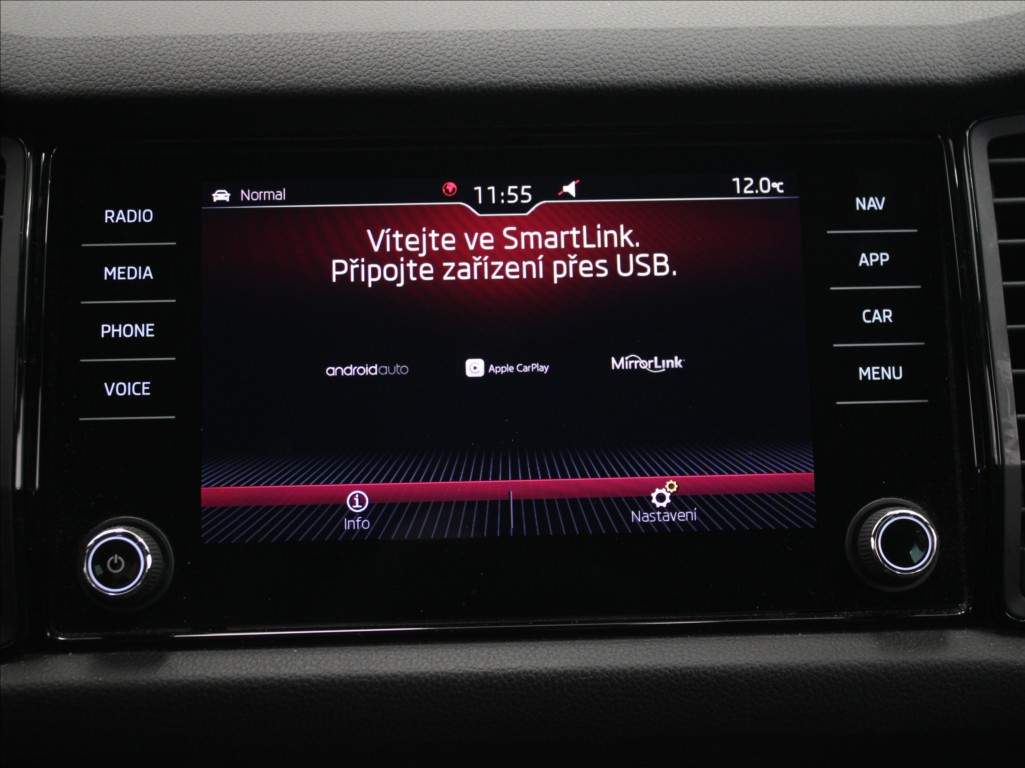 Normal
11:55
12.0°C
Vítejte ve SmartLink.
Připojte zařízení přes USB.
androidauto
Apple CarPlay
MirrorLink
Info
Nastavení
RADIO
MEDIA
PHONE
VOICE
NAV
APP
CAR
MENU